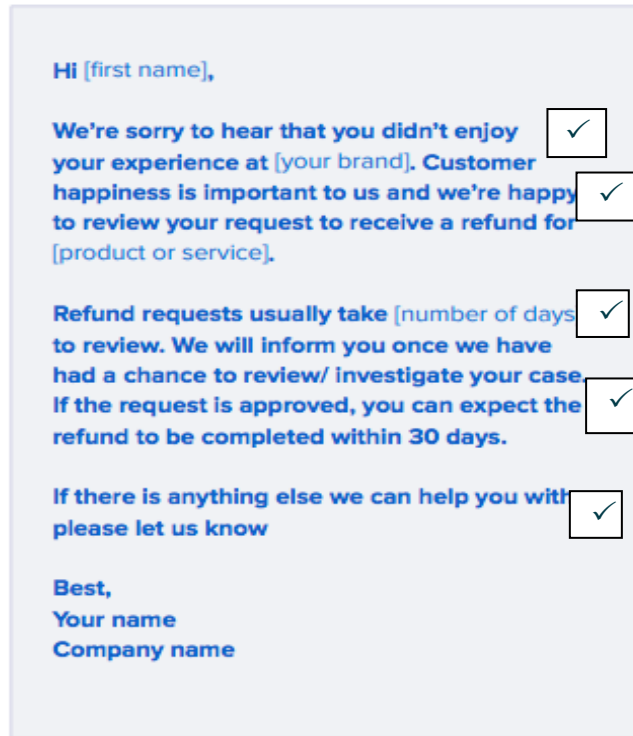 Hi [first name],
We're sorry to hear that you didn't enjoy
your experience at [your brand]. Customer
happiness is important to us and we're happy
to review your request to receive a refund for
[product or service].
Refund requests usually take [number of days
to review. We will inform you once we have
had a chance to review/ investigate your case.
If the request is approved, you can expect the
refund to be completed within 30 days.
If there is anything else we can help you with
please let us know
Best,
Your name
Company name